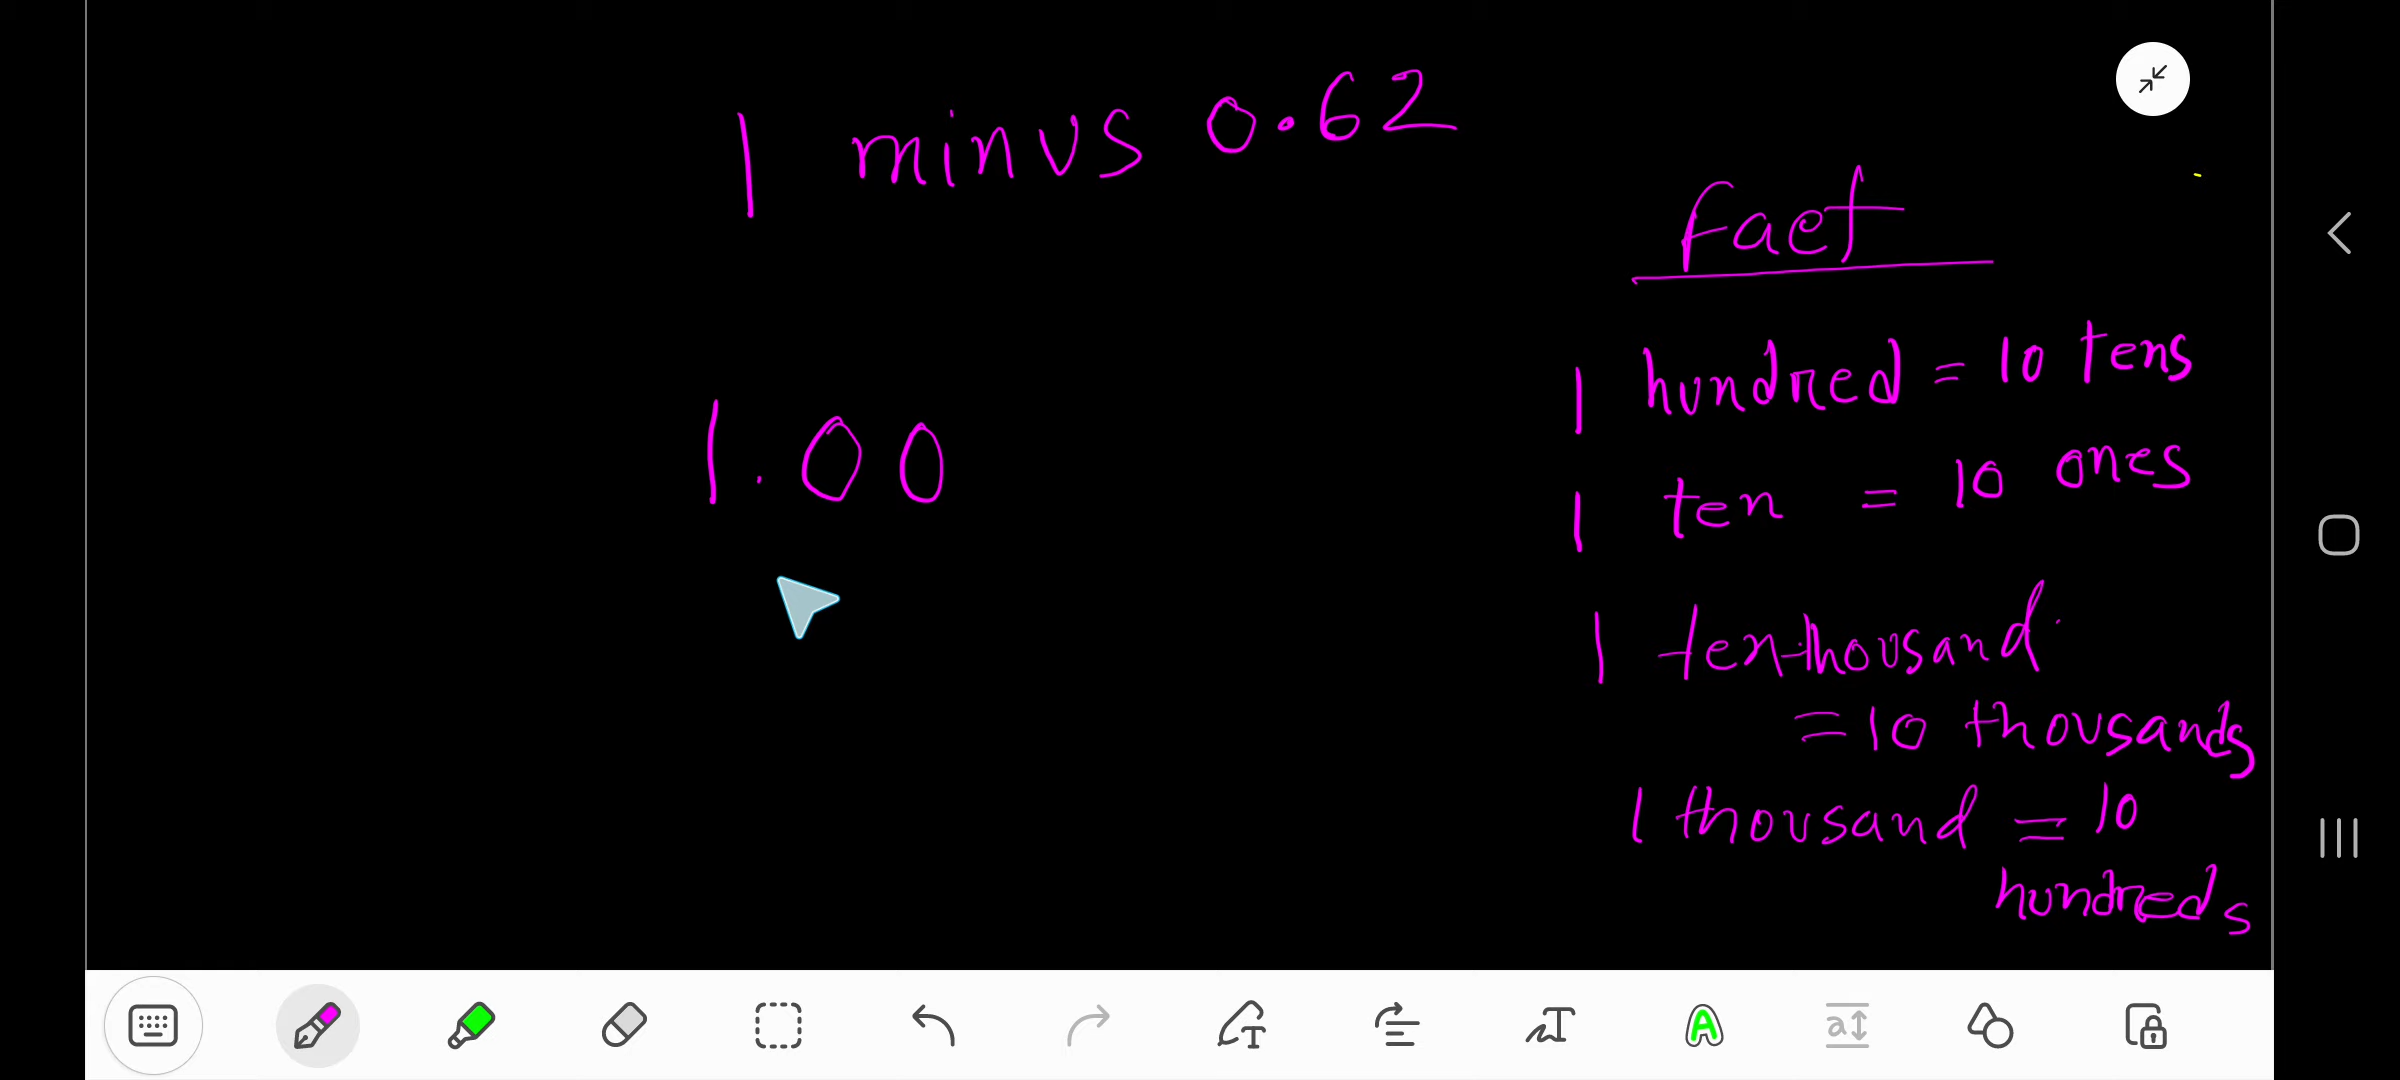 1 minus 0.62
fact
1 hundred = 10 tens
1.00
1 ten = 10 ones
1 ten-thousand
= 10 thousands
1 thousand = 10
hundreds